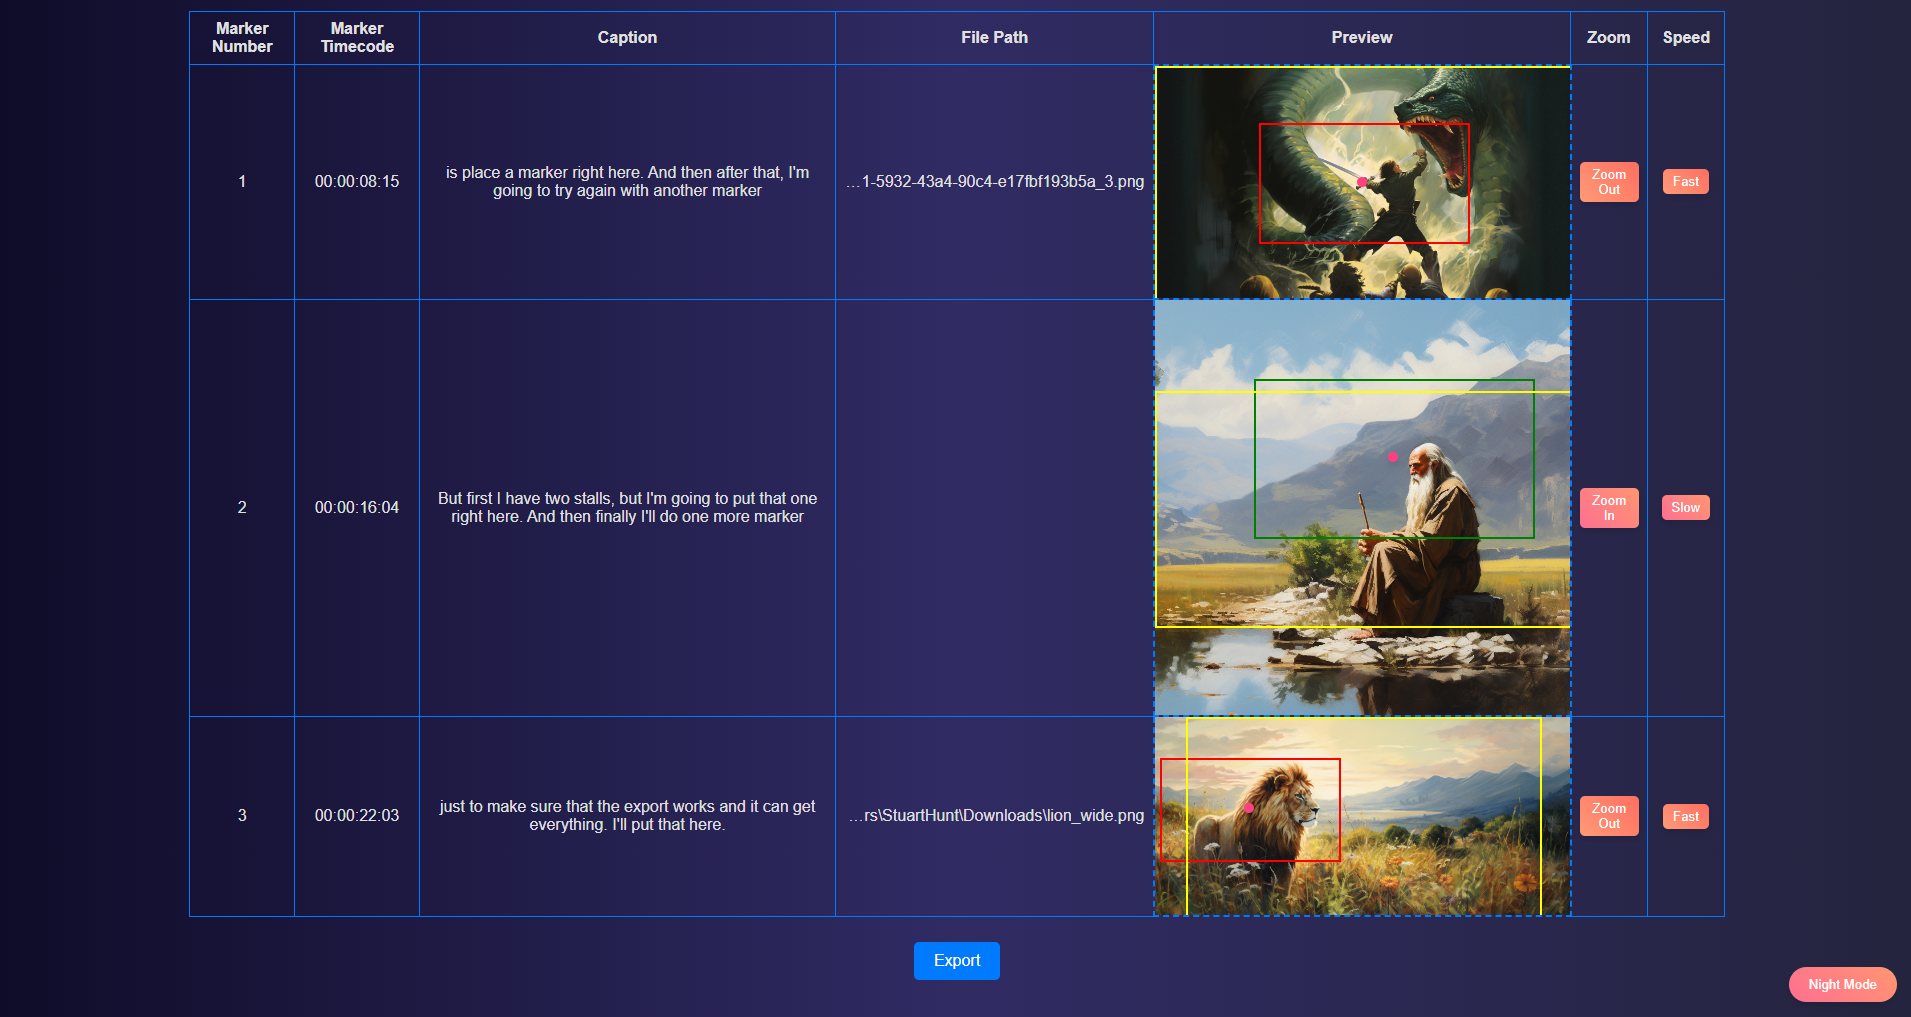 Marker Number
Marker Timecode
Caption
File Path
Preview
Zoom
Speed
1
00:00:08:15
is place a marker right here. And then after that, I'm
going to try again with another marker
...1-5932-43a4-90c4-e17fbf193b5a_3.png
Zoom
Out
Fast
2
00:00:16:04
But first I have two stalls, but I'm going to put that one
right here. And then finally I'll do one more marker
Zoom
In
Slow
3
00:00:22:03
just to make sure that the export works and it can get
everything. I'll put that here.
...rs\StuartHunt\Downloads\lion_wide.png
Zoom
Out
Fast
Export
Night Mode